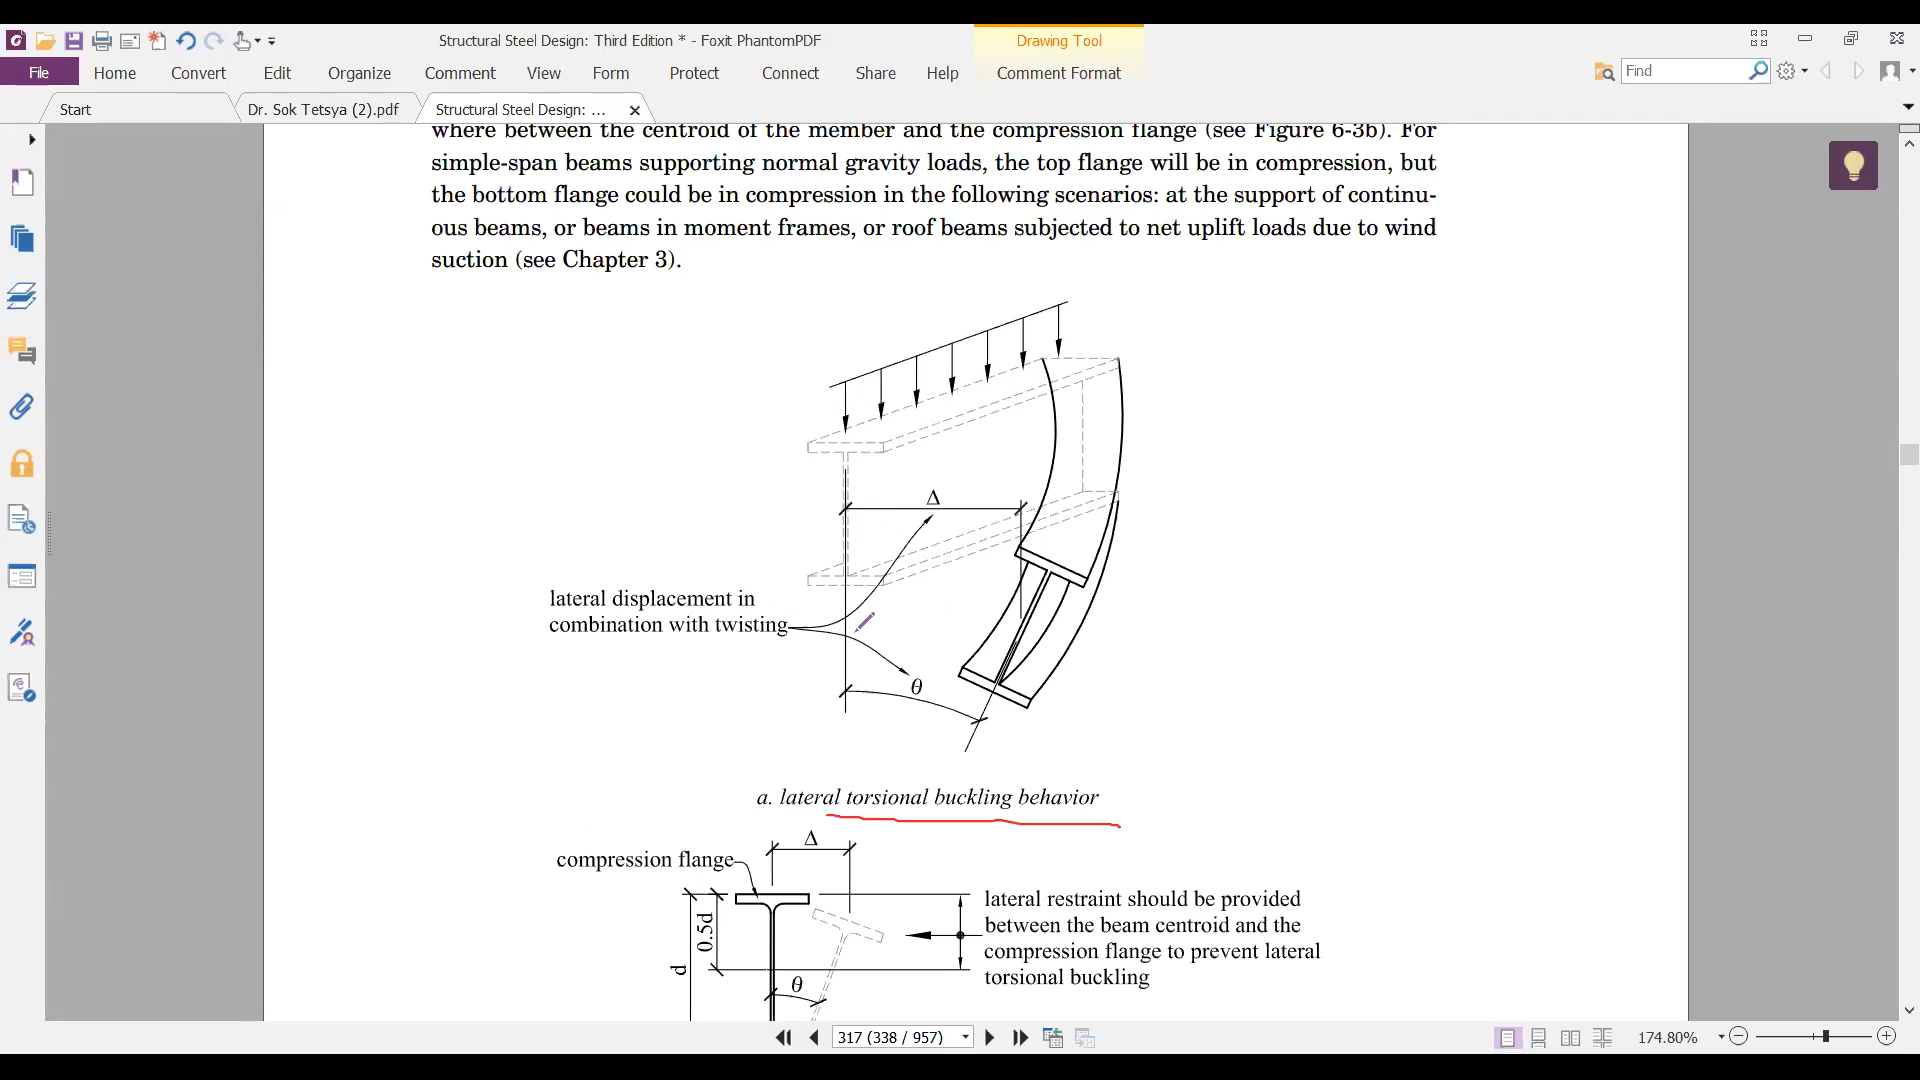 Structural Steel Design: Third Edition * - Foxit PhantomPDF
Drawing Tool
File Home Convert Edit Organize Comment View Form Protect Connect Share Help Comment Format
Find
Start
Dr. Sok Tetsya (2).pdf
Structural Steel Design: ...
where between the centroid of the member and the compression flange (see Figure 6-3b). For
simple-span beams supporting normal gravity loads, the top flange will be in compression, but
the bottom flange could be in compression in the following scenarios: at the support of continu-
ous beams, or beams in moment frames, or roof beams subjected to net uplift loads due to wind
suction (see Chapter 3).
Δ
lateral displacement in
combination with twisting
θ
a. lateral torsional buckling behavior
Δ
compression flange
lateral restraint should be provided
between the beam centroid and the
compression flange to prevent lateral
torsional buckling
0.5d
d
θ
317 (338 / 957)
174.80%